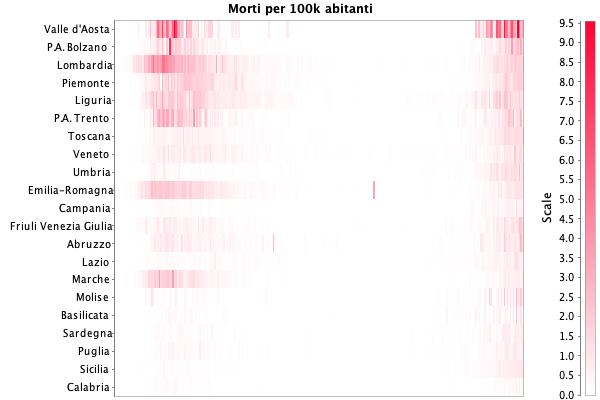 Morti per 100k abitanti
Valle d'Aosta
P.A. Bolzano
Lombardia
Piemonte
Liguria
P.A. Trento
Toscana
Veneto
Umbria
Emilia-Romagna
Campania
Friuli Venezia Giulia
Abruzzo
Lazio
Marche
Molise
Basilicata
Sardegna
Puglia
Sicilia
Calabria
Scale
9.5
9.0
8.5
8.0
7.5
7.0
6.5
6.0
5.5
5.0
4.5
4.0
3.5
3.0
2.5
2.0
1.5
1.0
0.5
0.0